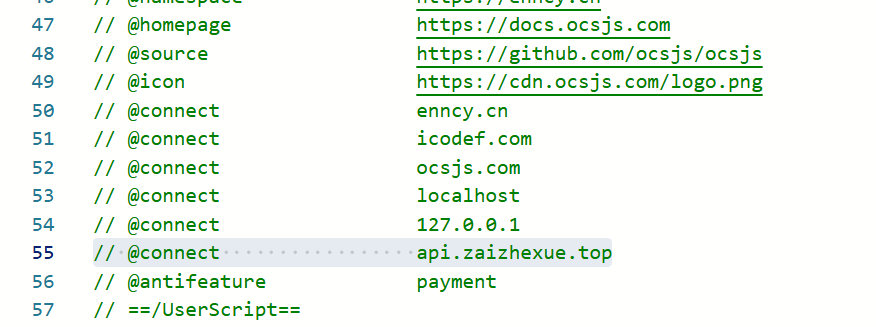 46 // @namespace https://enncy.cn
47 // @homepage https://docs.ocsjs.com
48 // @source https://github.com/ocsjs/ocsjs
49 // @icon https://cdn.ocsjs.com/logo.png
50 // @connect enncy.cn
51 // @connect icodef.com
52 // @connect ocsjs.com
53 // @connect localhost
54 // @connect 127.0.0.1
55 // @connect api.zaizhexue.top
56 // @antifeature payment
57 // ==/UserScript==